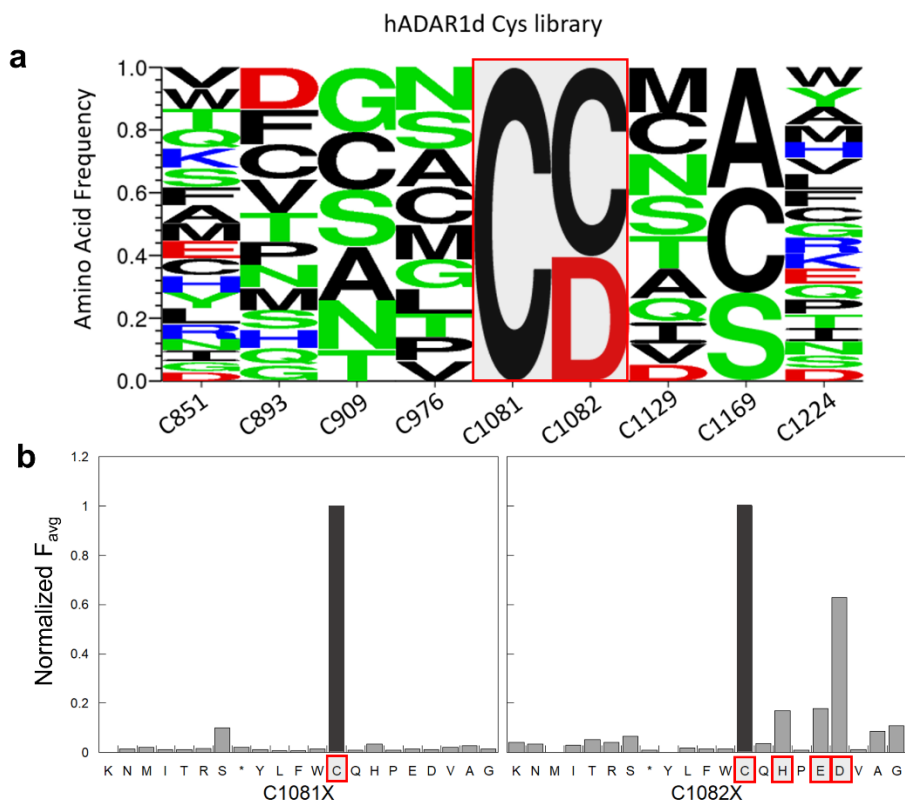 hADAR1d Cys library
a
Amino Acid Frequency
1.0
0.8
0.6
0.4
0.2
0.0
V W T Q K S F A M E C H Y L R N I G D
D F C V T P N M S H Q G
G C S A N T
N S A C M G L T P V
C
C D
M C N S T A Q I V D
A C S
W Y A M H V L F C G R K E Q P T I N S D
C851 C893 C909 C976 C1081 C1082 C1129 C1169 C1224
b
Normalized Favg
1.2
1
0.8
0.6
0.4
0.2
0
K N M I T R S * Y L F W C Q H P E D V A G
C1081X
K N M I T R S * Y L F W C Q H P E D V A G
C1082X